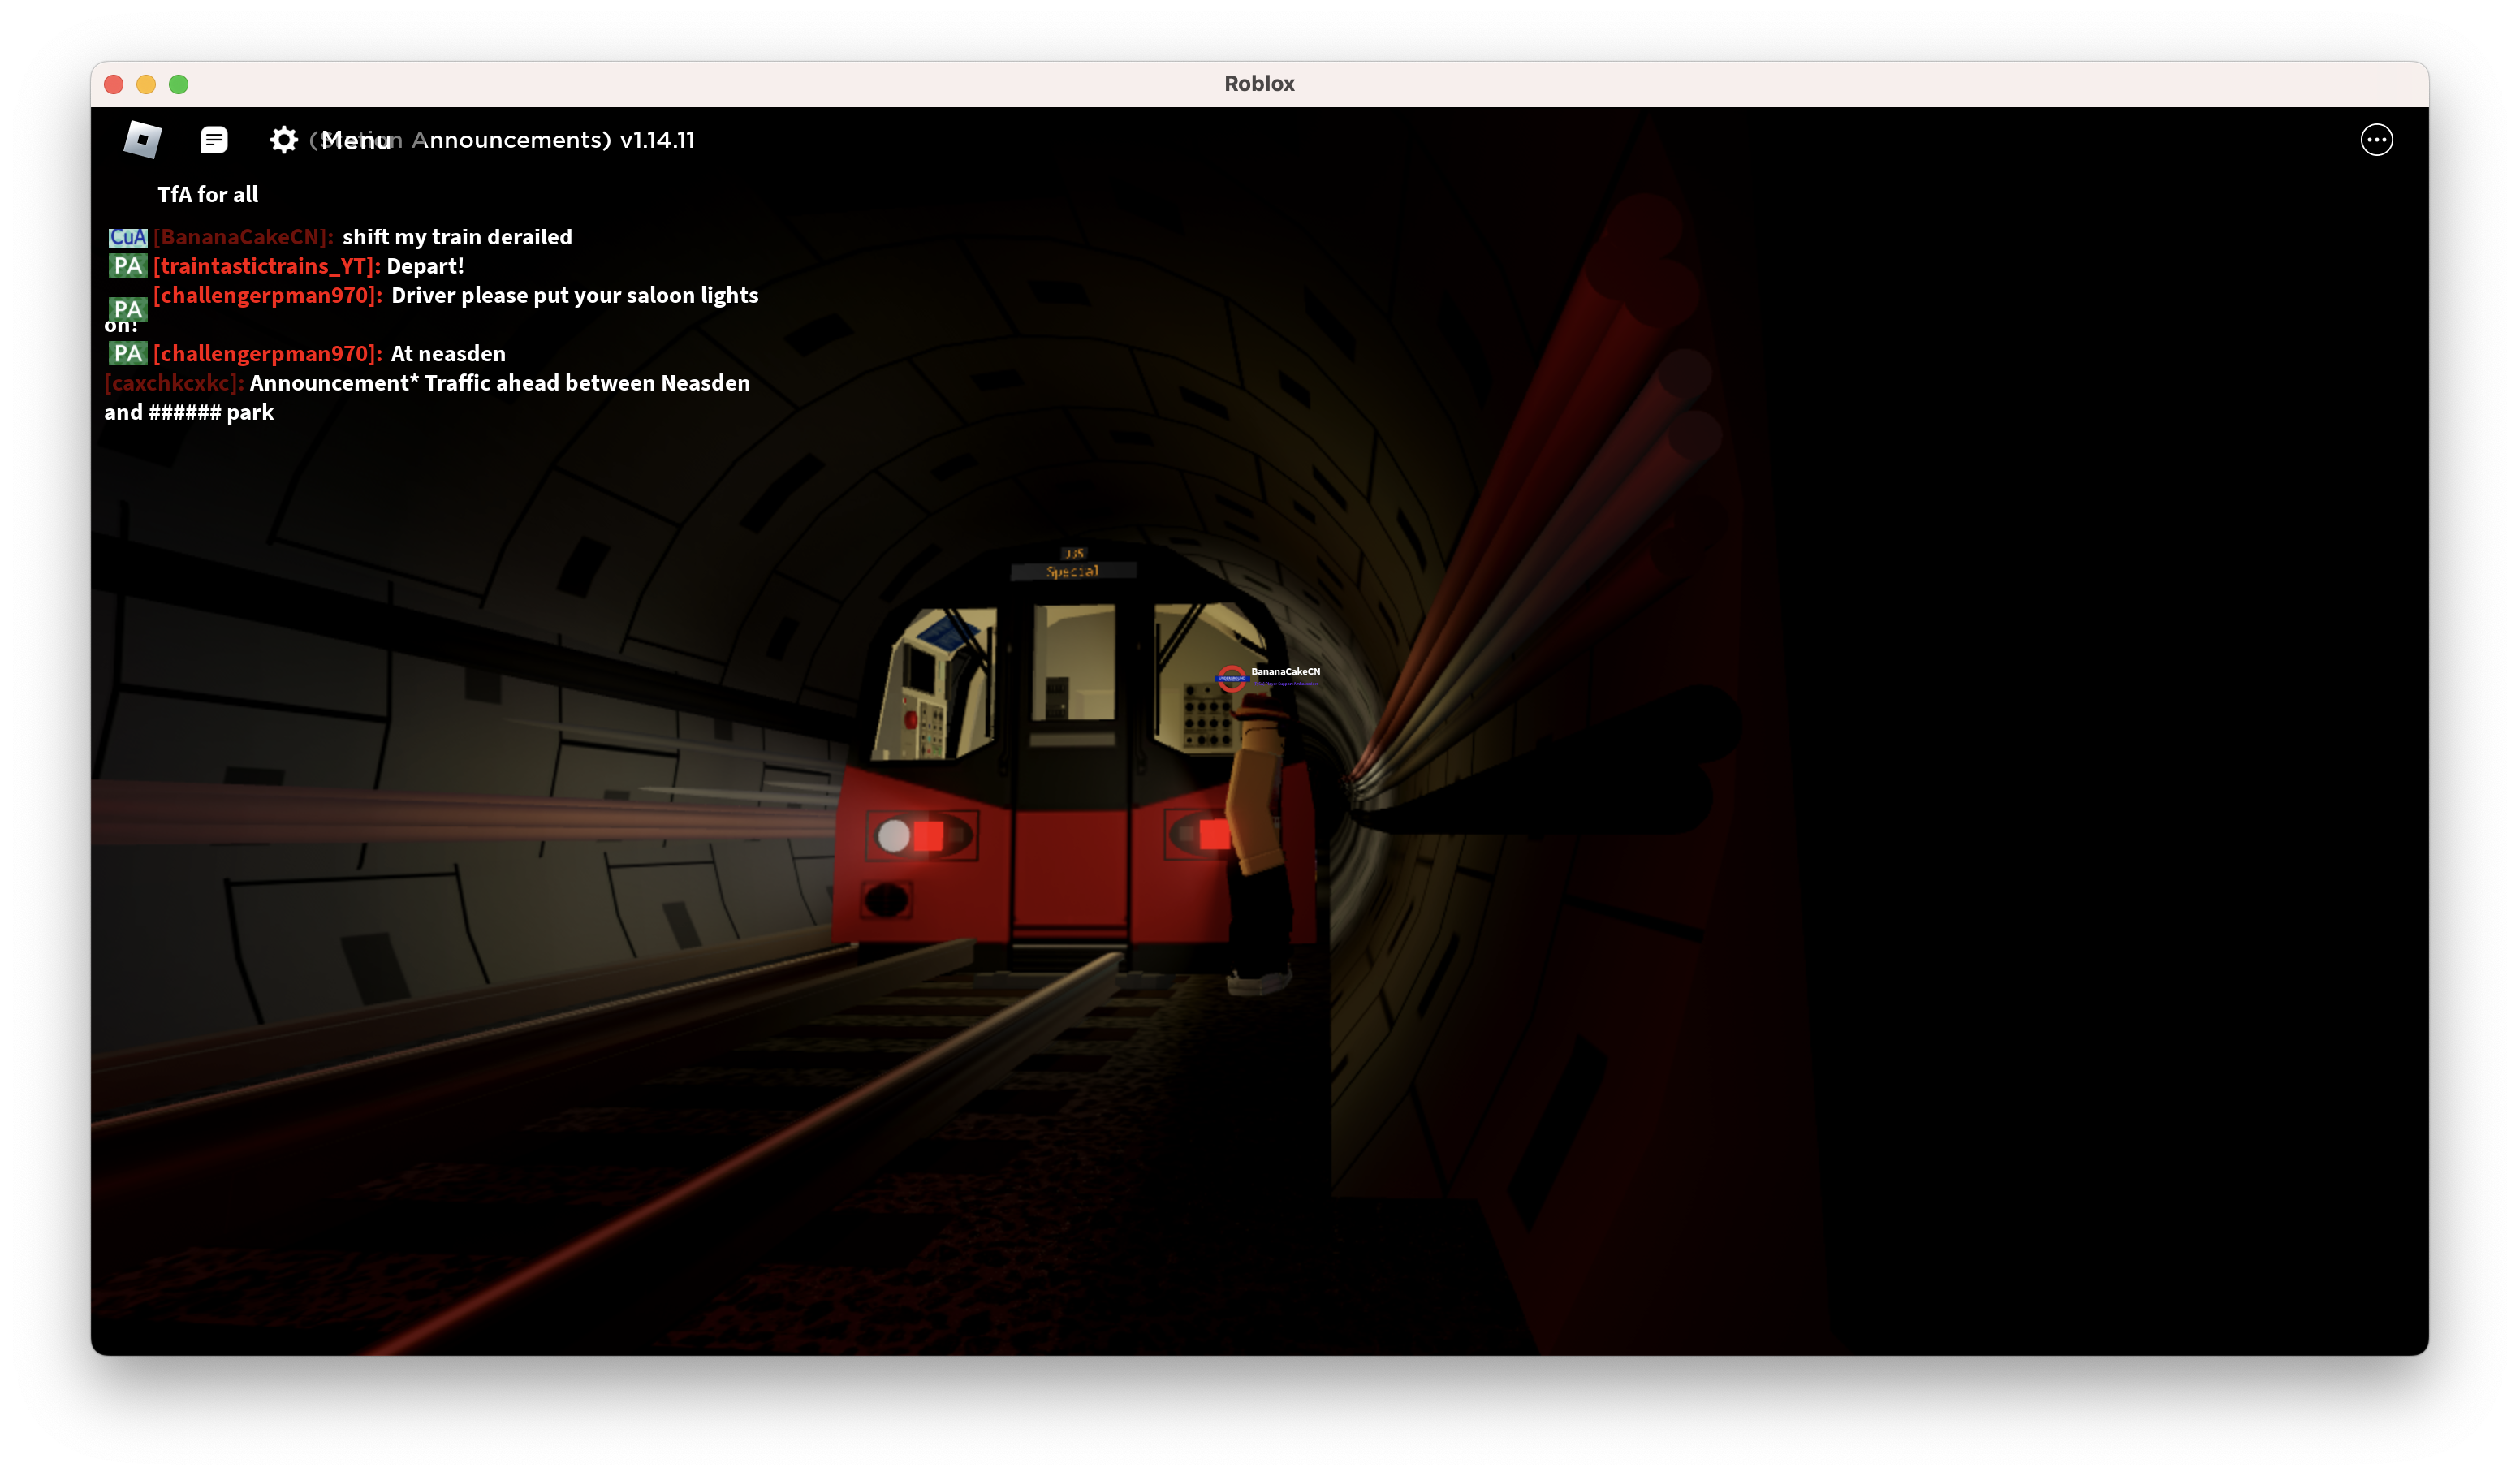 Roblox
Menu
(Station Announcements) v1.14.11
TfA for all
CuA [BananaCakeCN]: shift my train derailed
PA [traintastictrains_YT]: Depart!
PA [challengerpman970]: Driver please put your saloon lights
on!
PA [challengerpman970]: At neasden
[caxchkcxkc]: Announcement* Traffic ahead between Neasden
and ###### park
335
Special
BananaCakeCN
UNDERGROUND